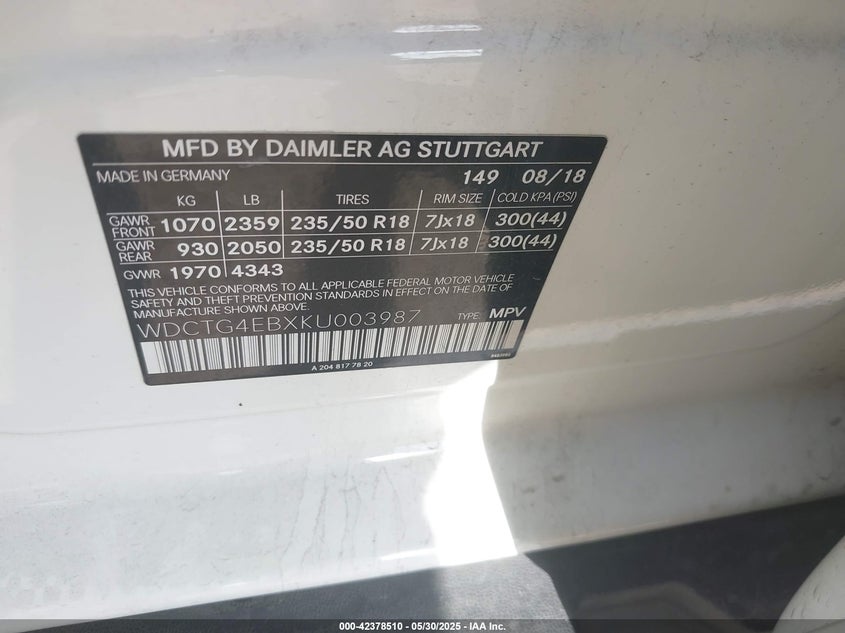 MFD BY DAIMLER AG STUTTGART
MADE IN GERMANY 149 08/18
KG LB TIRES RIM SIZE COLD KPA (PSI)
GAWR FRONT 1070 2359 235/50 R18 7Jx18 300(44)
GAWR REAR 930 2050 235/50 R18 7Jx18 300(44)
GVWR 1970 4343
THIS VEHICLE CONFORMS TO ALL APPLICABLE FEDERAL MOTOR VEHICLE
SAFETY AND THEFT PREVENTION STANDARDS IN EFFECT ON THE DATE OF
MANUFACTURE SHOWN ABOVE.
WDCTG4EBXKU003987 TYPE: MPV
A 204 817 78 20
000-42378510 — 05/30/2025 — IAA Inc.